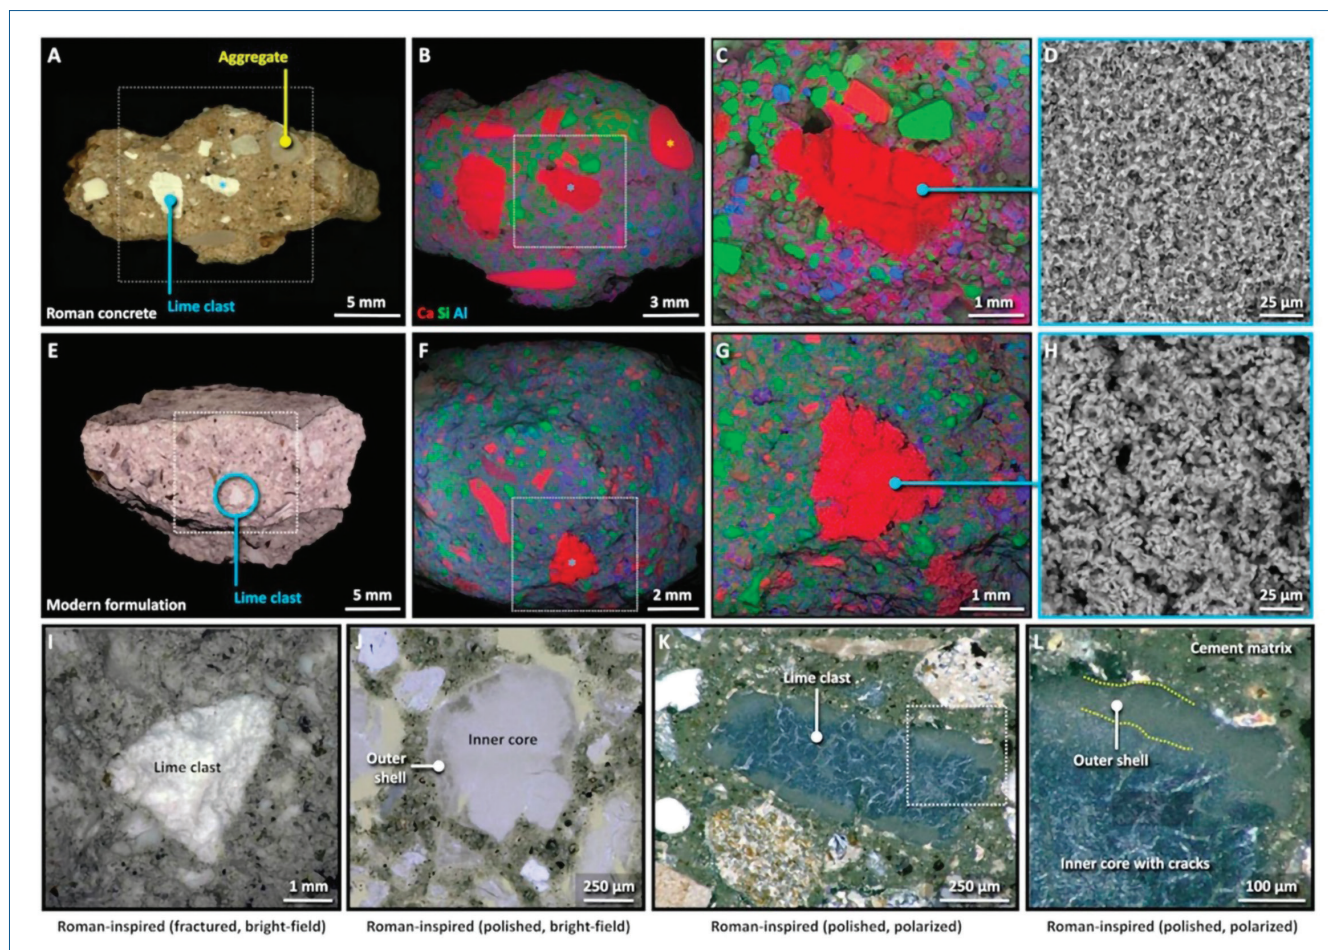 A
Aggregate
Lime clast
5 mm
Roman concrete
B
Ca Si Al
3 mm
C
1 mm
D
25 µm
E
Lime clast
5 mm
Modern formulation
F
2 mm
G
1 mm
H
25 µm
I
Lime clast
1 mm
J
Inner core
Outer
shell
250 µm
K
Lime clast
250 µm
L
Cement matrix
Outer shell
Inner core with cracks
100 µm
Roman-inspired (fractured, bright-field)
Roman-inspired (polished, bright-field)
Roman-inspired (polished, polarized)
Roman-inspired (polished, polarized)